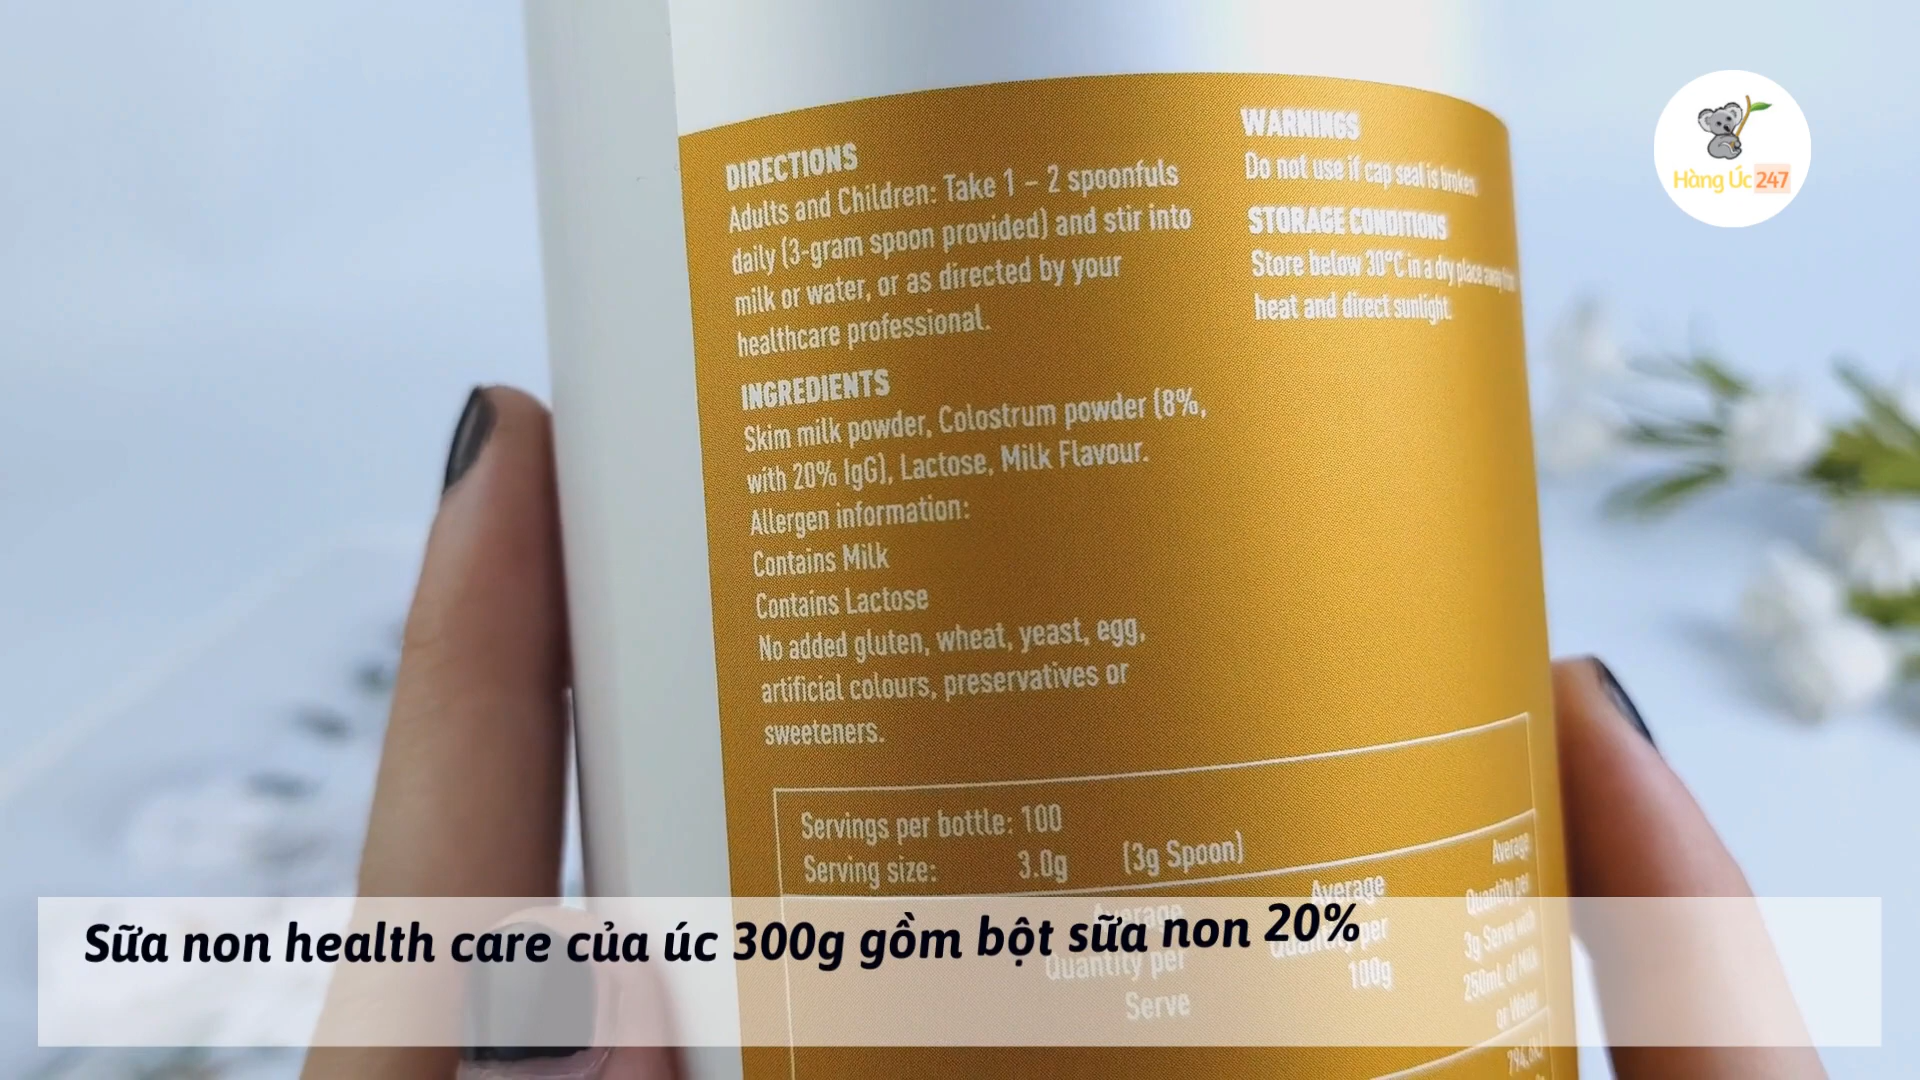 DIRECTIONS
Adults and Children: Take 1 – 2 spoonfuls
daily (3-gram spoon provided) and stir into
milk or water, or as directed by your
healthcare professional.
INGREDIENTS
Skim milk powder, Colostrum powder (8%,
with 20% IgG), Lactose, Milk Flavour.
Allergen information:
Contains Milk
Contains Lactose
No added gluten, wheat, yeast, egg,
artificial colours, preservatives or
sweeteners.
WARNINGS
Do not use if cap seal is broken.
STORAGE CONDITIONS
Store below 30°C in a dry place away from
heat and direct sunlight.
Servings per bottle: 100
Serving size: 3.0g (3g Spoon)
Average
Quantity per
Serve
Average
Quantity per
100g
Average
Quantity per
3g Serve with
250mL of Milk
or Water
Hàng Úc 247
Sữa non health care của úc 300g gồm bột sữa non 20%